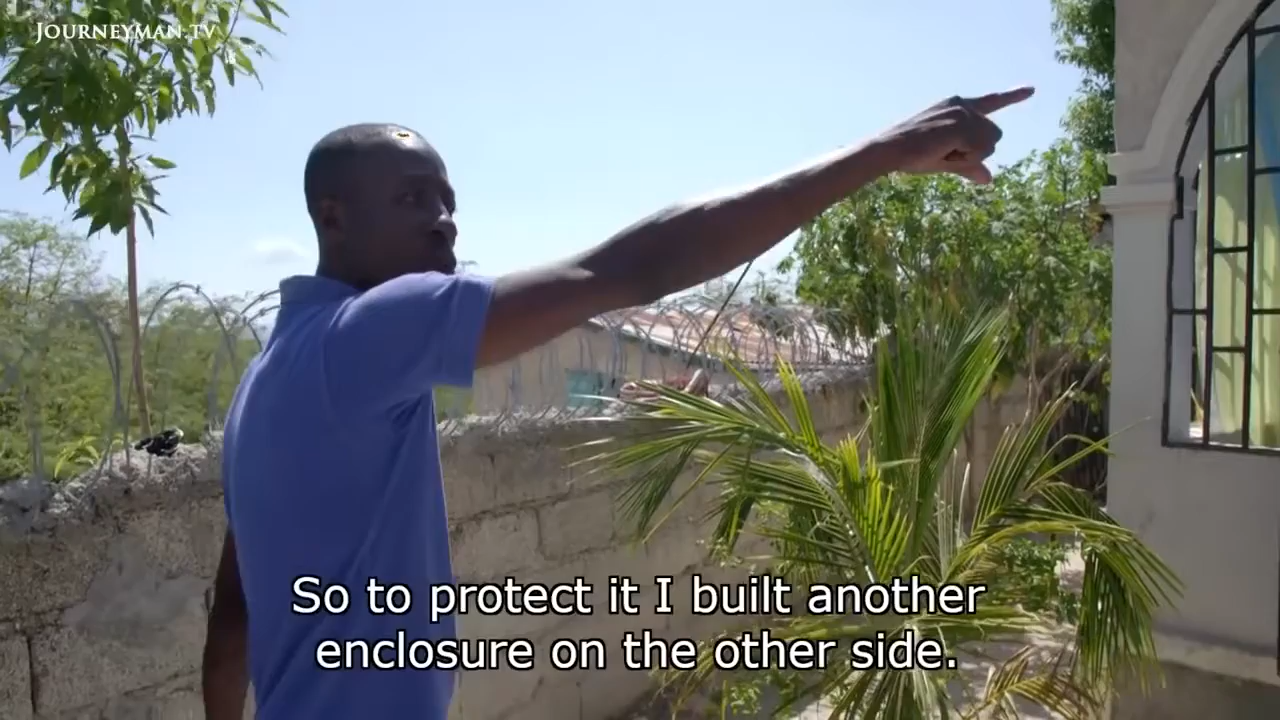 JOURNEYMAN.TV
So to protect it I built another
enclosure on the other side.